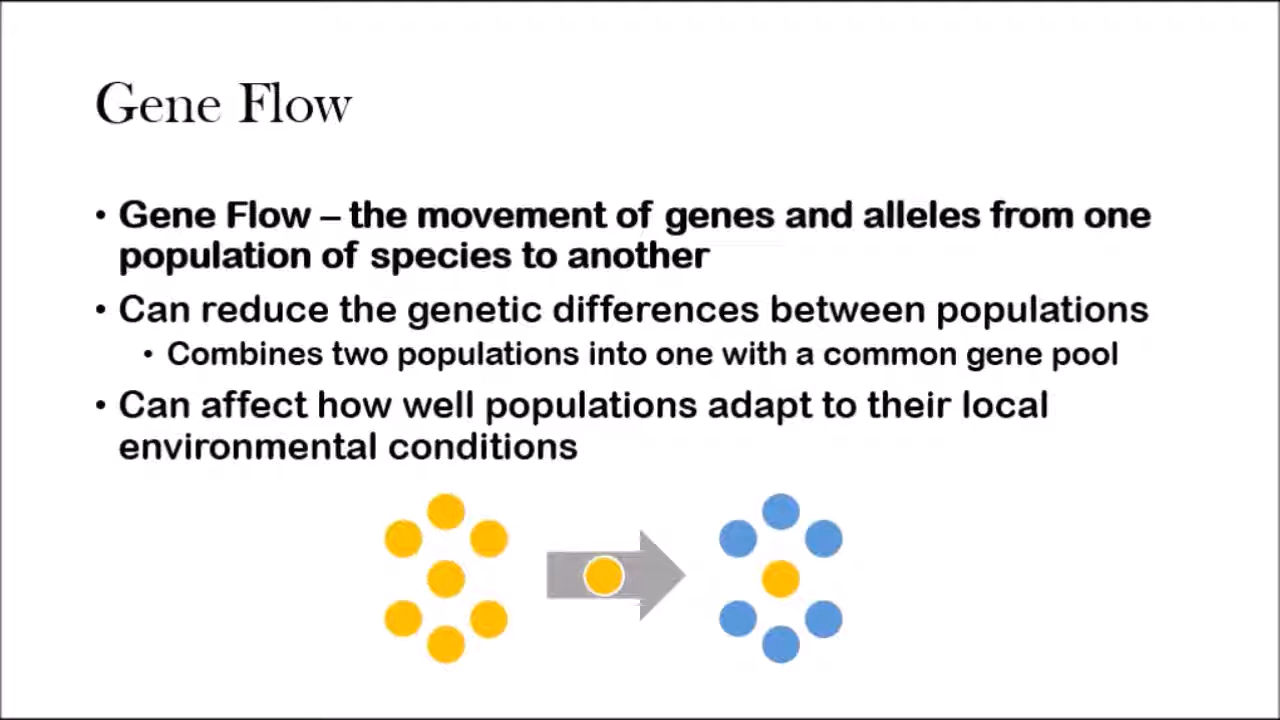 Gene Flow
• Gene Flow – the movement of genes and alleles from one
population of species to another
• Can reduce the genetic differences between populations
• Combines two populations into one with a common gene pool
• Can affect how well populations adapt to their local
environmental conditions